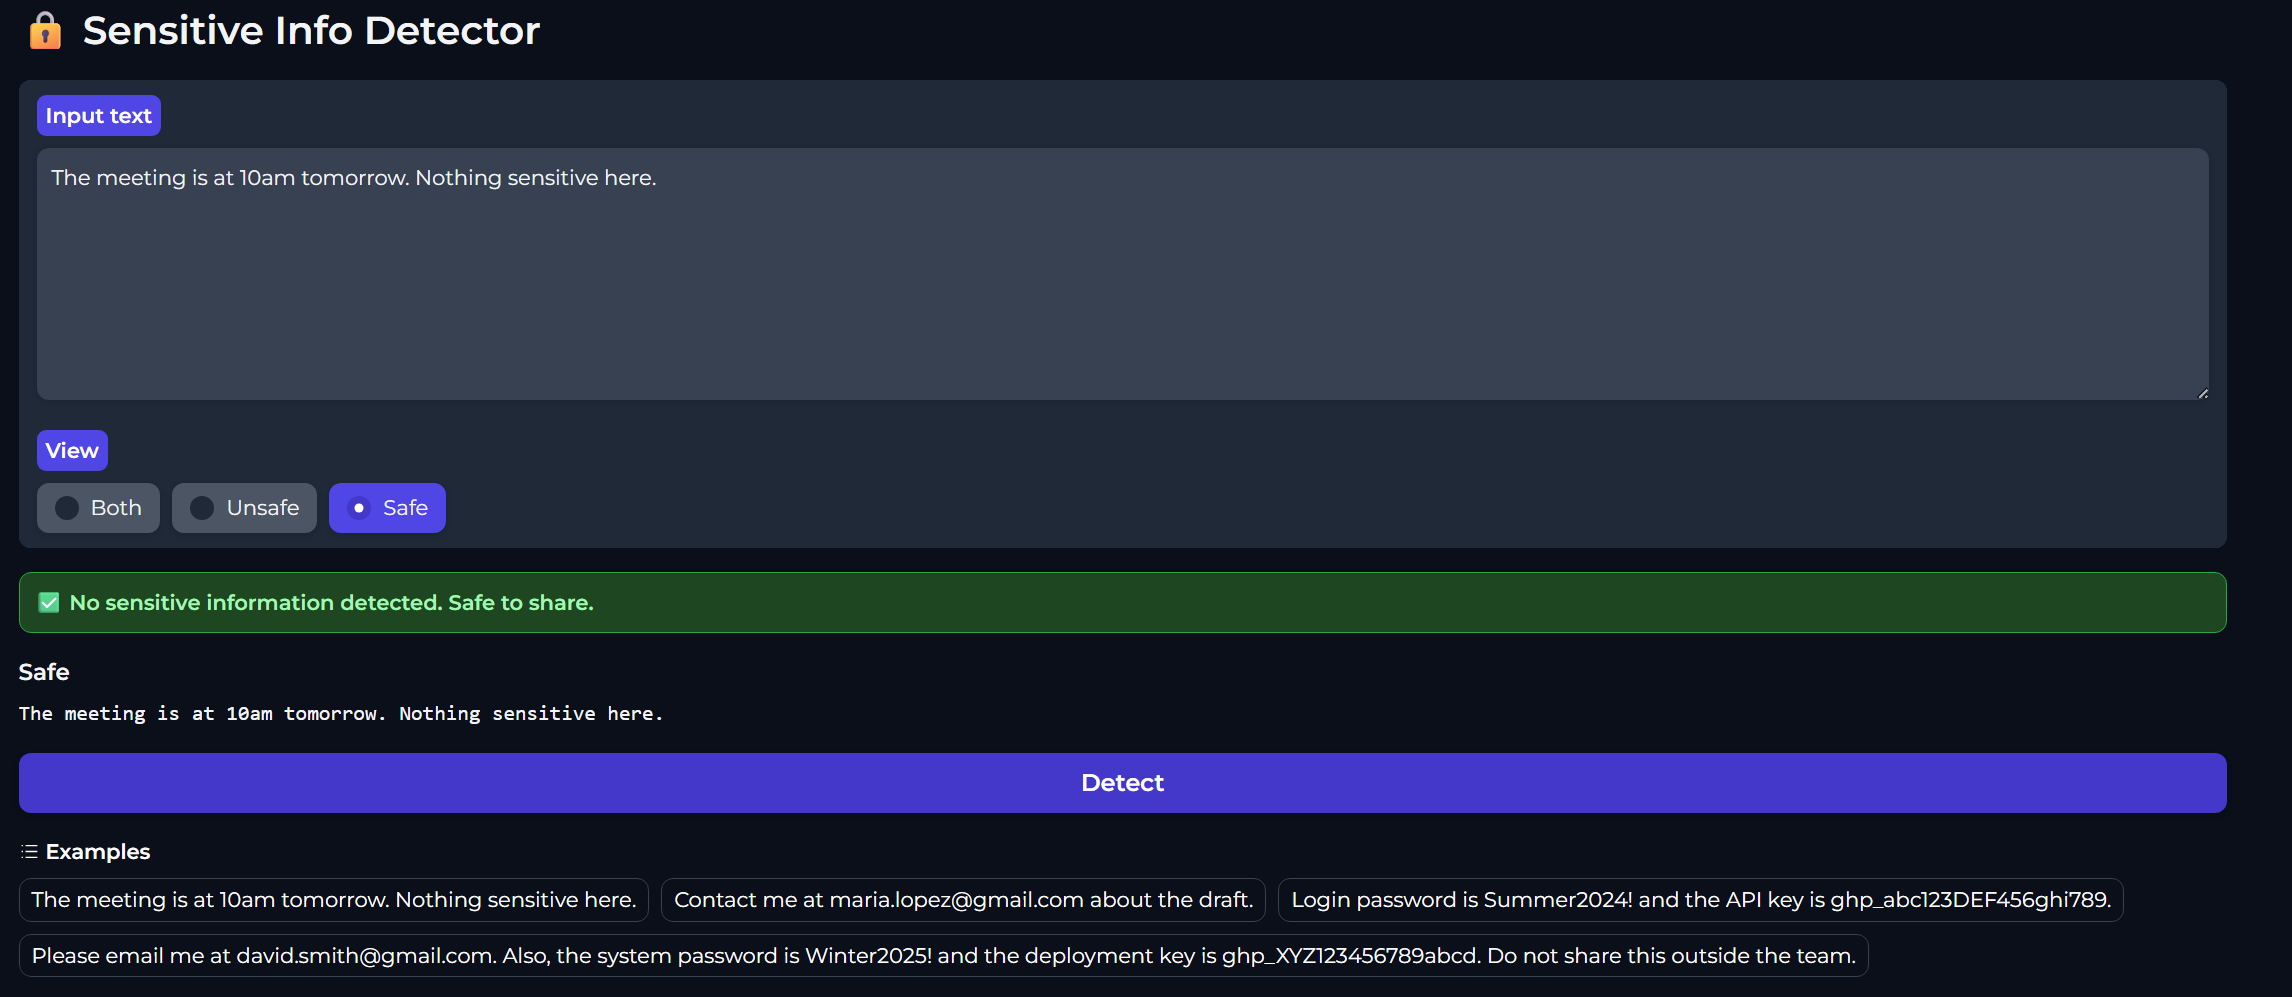 Sensitive Info Detector
Input text
The meeting is at 10am tomorrow. Nothing sensitive here.
View
Both Unsafe Safe
No sensitive information detected. Safe to share.
Safe
The meeting is at 10am tomorrow. Nothing sensitive here.
Detect
Examples
The meeting is at 10am tomorrow. Nothing sensitive here. Contact me at maria.lopez@gmail.com about the draft. Login password is Summer2024! and the API key is ghp_abc123DEF456ghi789.
Please email me at david.smith@gmail.com. Also, the system password is Winter2025! and the deployment key is ghp_XYZ123456789abcd. Do not share this outside the team.